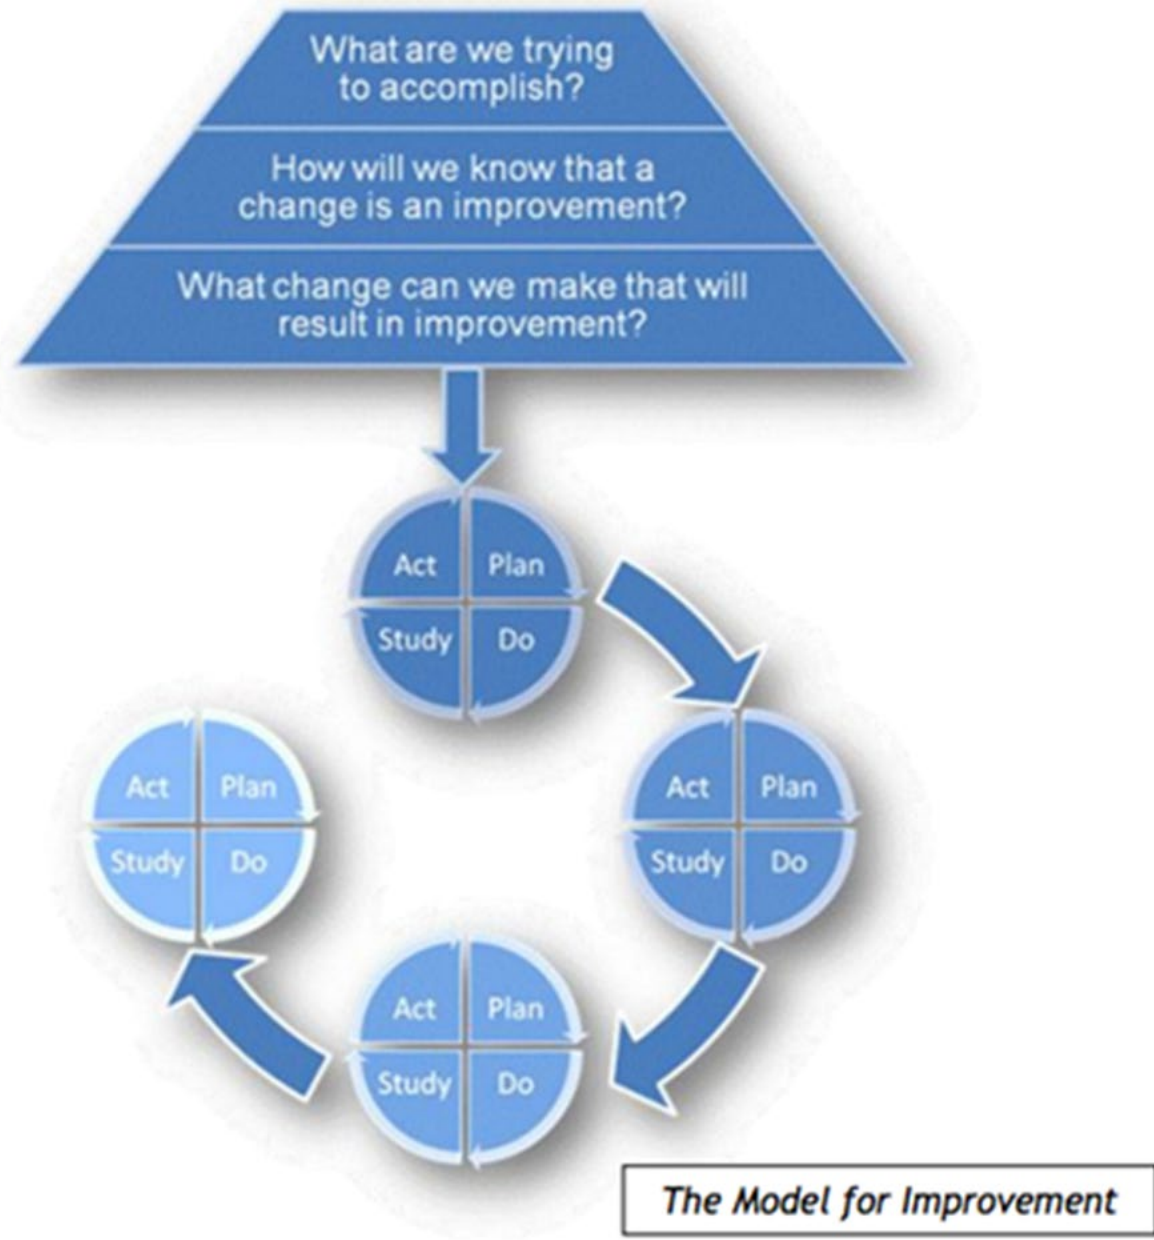 What are we trying
to accomplish?
How will we know that a
change is an improvement?
What change can we make that will
result in improvement?
Act Plan
Study Do
Act Plan
Study Do
Act Plan
Study Do
Act Plan
Study Do
The Model for Improvement